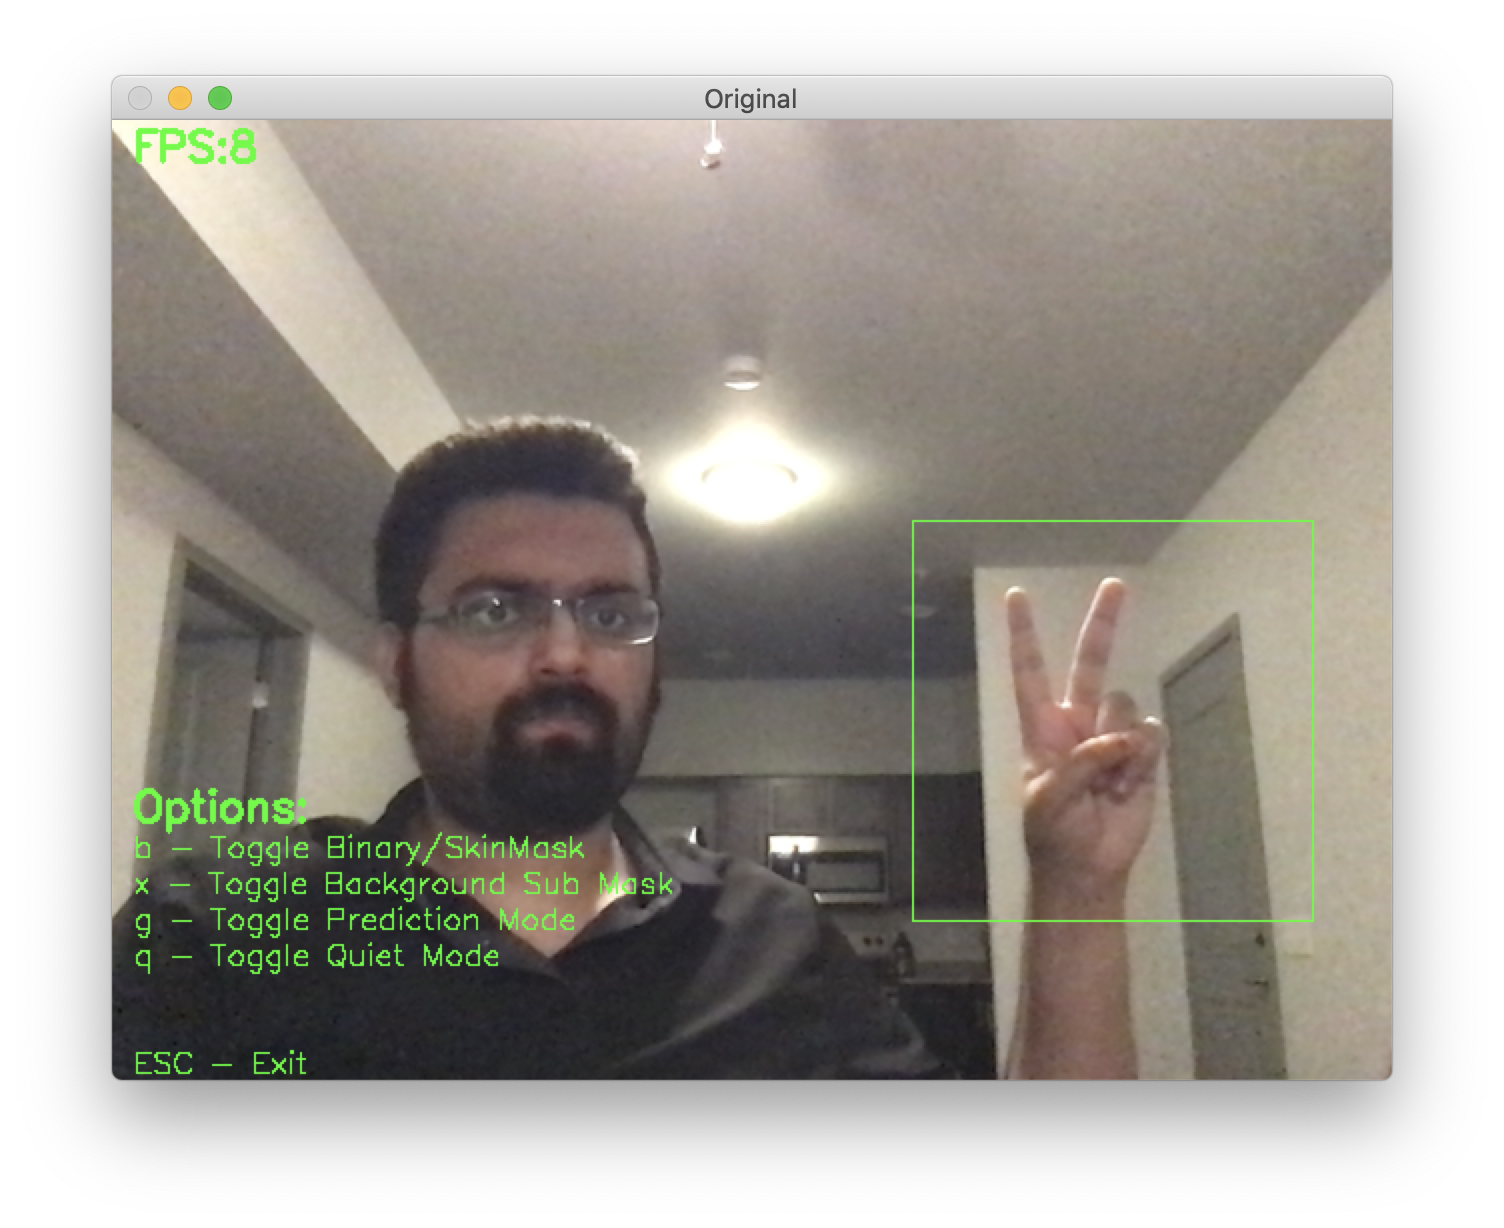 Original
FPS:8
Options:
b - Toggle Binary/SkinMask
x - Toggle Background Sub Mask
g - Toggle Prediction Mode
q - Toggle Quiet Mode
ESC - Exit